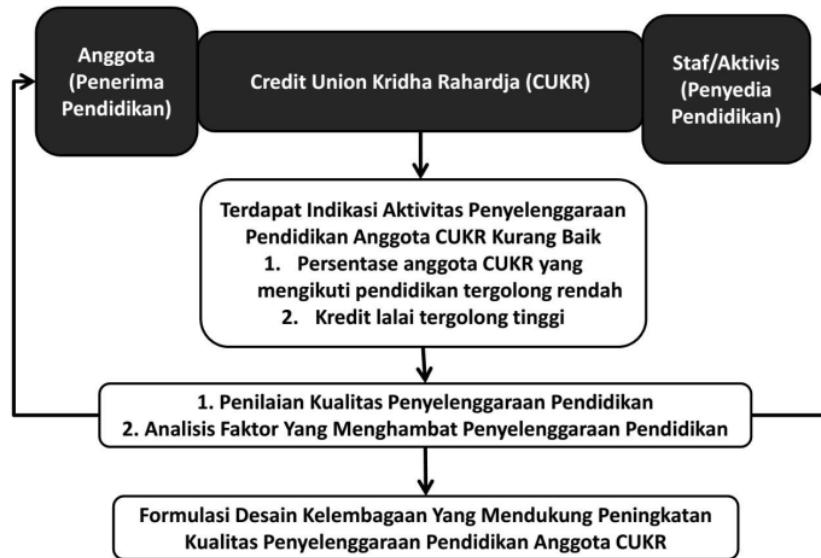 Anggota
(Penerima
Pendidikan)
Credit Union Kridha Rahardja (CUKR)
Staf/Aktivis
(Penyedia
Pendidikan)
Terdapat Indikasi Aktivitas Penyelenggaraan
Pendidikan Anggota CUKR Kurang Baik
1. Persentase anggota CUKR yang
mengikuti pendidikan tergolong rendah
2. Kredit lalai tergolong tinggi
1. Penilaian Kualitas Penyelenggaraan Pendidikan
2. Analisis Faktor Yang Menghambat Penyelenggaraan Pendidikan
Formulasi Desain Kelembagaan Yang Mendukung Peningkatan
Kualitas Penyelenggaraan Pendidikan Anggota CUKR